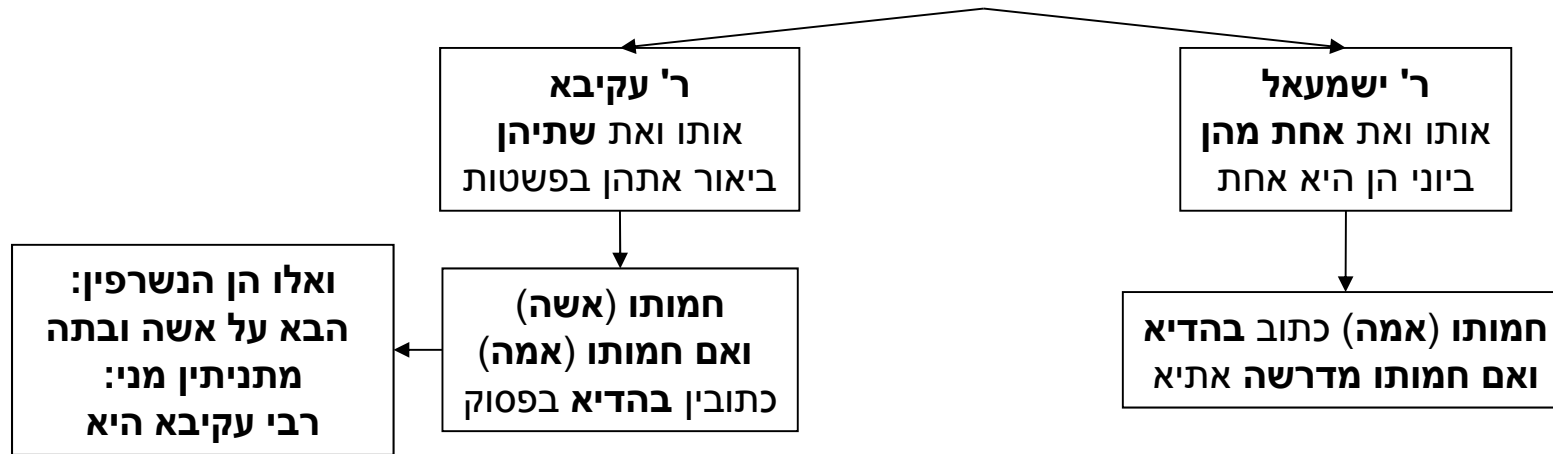 ר' ישמעאל
אותו ואת אחת מהן
ביוני הן היא אחת
חמותו (אמה) כתוב בהדיא
ואם חמותו מדרשה אתיא
ר' עקיבא
אותו ואת שתיהן
ביאור אתהן בפשטות
חמותו (אשה)
ואם חמותו (אמה)
כתובין בהדיא בפסוק
ואלו הן הנשרפין:
הבא על אשה ובתה
מתניתין מני:
רבי עקיבא היא